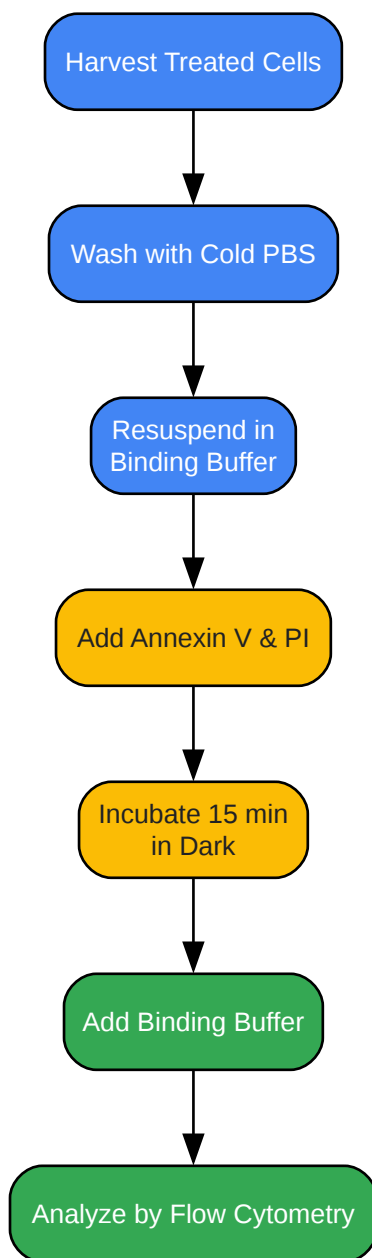 Harvest Treated Cells
Wash with Cold PBS
Resuspend in
Binding Buffer
Add Annexin V & PI
Incubate 15 min
in Dark
Add Binding Buffer
Analyze by Flow Cytometry